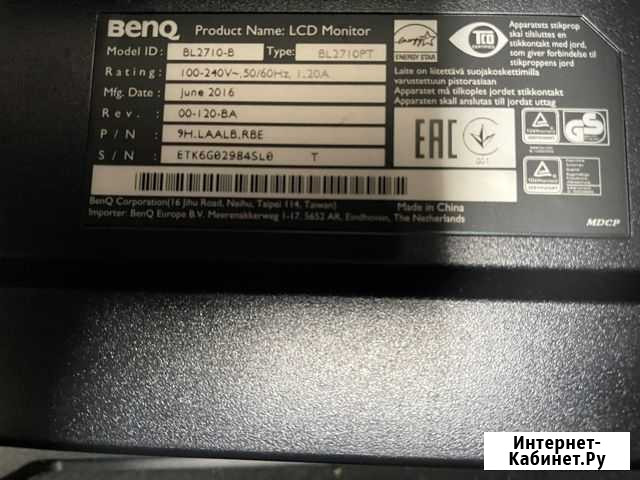 BenQ Product Name: LCD Monitor
Model ID: BL2710-B Type: BL2710PT
Rating: 100-240V~,50/60Hz, 1.20A
Mfg. Date: June 2016
Rev.: 00-120-BA
P/N: 9H.LAALB.RBE
S/N: ETK6G02984SL0 T
BenQ Corporation(16 Jihu Road, Neihu, Taipei 114, Taiwan)
Importer: BenQ Europe B.V. Meerenakkerweg 1-17, 5652 AR, Eindhoven, The Netherlands
Made in China
ENERGY STAR
TCO
Apparatets stikprop
skal tilsluttes en
stikkontakt med jord,
som giver forbindelse til
stikproppens jord
Laite on liitettävä suojakoskettimilla
varustettuun pistorasiaan
Apparatet må tilkoples jordet stikkontakt
Apparaten skall anslutas till jordat uttag
EAC
001
GS
MDCP
Интернет-
Кабинет.Ру